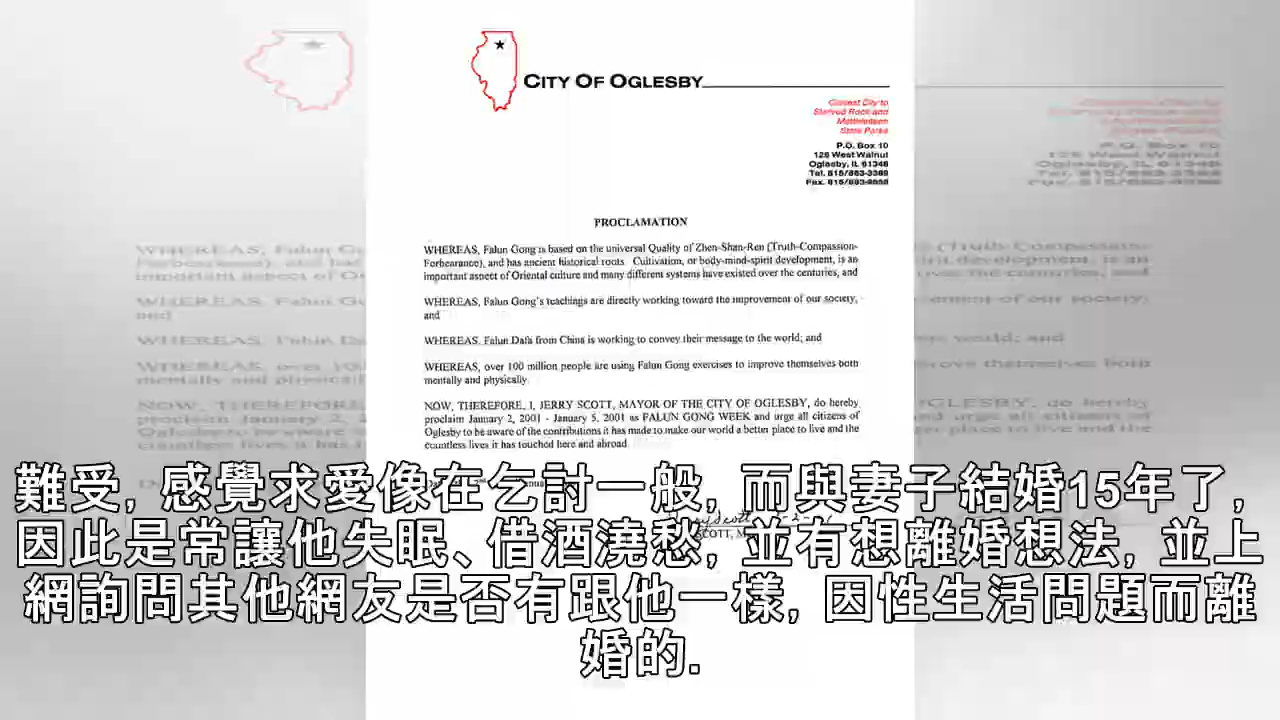 CITY OF OGLESBY
Closest City to
Starved Rock and
Matthiessen
State Parks
P.O. Box 10
128 West Walnut
Oglesby, IL 61348
Tel. 815/883-3389
PROCLAMATION
WHEREAS, Falun Gong is based on the universal Quality of Zhen-Shan-Ren (Truth-Compassion-
Forbearance), and has ancient historical roots. Cultivation, or body-mind-spirit development, is an
important aspect of Oriental culture and many different systems have existed over the centuries, and
WHEREAS, Falun Gong's teachings are directly working toward the improvement of our society,
and
WHEREAS, Falun Dafa from China is working to convey their message to the world; and
WHEREAS, over 100 million people are using Falun Gong exercises to improve themselves both
mentally and physically.
NOW, THEREFORE, I, JERRY SCOTT, MAYOR OF THE CITY OF OGLESBY, do hereby
proclaim January 2, 2001 - January 5, 2001 as FALUN GONG WEEK and urge all citizens of
Oglesby to be aware of the contributions it has made to make our world a better place to live and the
countless lives it has touched here and abroad.
難受, 感覺求愛像在乞討一般, 而與妻子結婚15年了,
因此是常讓他失眠、借酒澆愁, 並有想離婚想法, 並上
網詢問其他網友是否有跟他一樣, 因性生活問題而離
婚的.